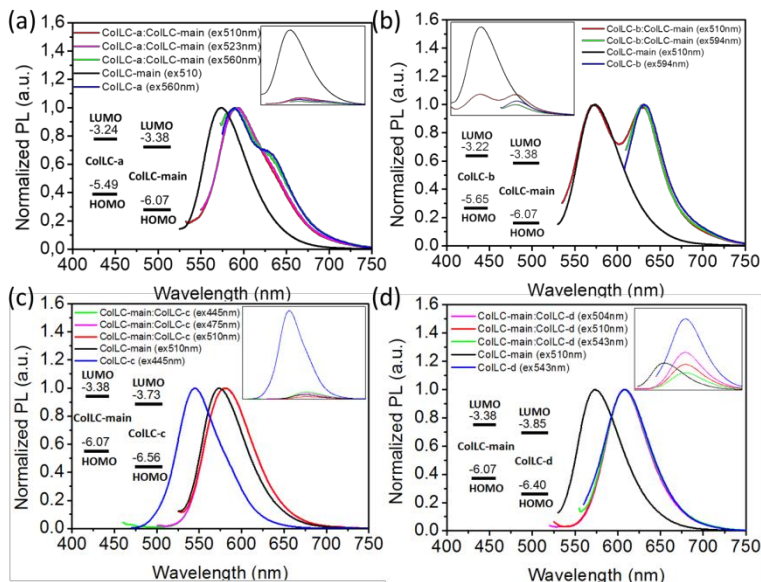 (a)
ColLC-a:ColLC-main (ex510nm)
ColLC-a:ColLC-main (ex523nm)
ColLC-a:ColLC-main (ex560nm)
ColLC-main (ex510)
ColLC-a (ex560nm)
Normalized PL (a.u.)
1,6
1,4
1,2
1,0
0,8
0,6
0,4
0,2
0,0
LUMO
-3.24
LUMO
-3.38
ColLC-a
ColLC-main
-5.49
HOMO
-6.07
HOMO
400 450 500 550 600 650 700 750
Wavelength (nm)
(b)
ColLC-b:ColLC-main (ex510nm)
ColLC-b:ColLC-main (ex594nm)
ColLC-main (ex510nm)
ColLC-b (ex594nm)
Normalized PL (a.u.)
1.6
1.4
1.2
1.0
0.8
0.6
0.4
0.2
0.0
LUMO
-3.22
LUMO
-3.38
ColLC-b
ColLC-main
-5.65
HOMO
-6.07
HOMO
400 450 500 550 600 650 700 750
Wavelength (nm)
(c)
ColLC-main:ColLC-c (ex445nm)
ColLC-main:ColLC-c (ex475nm)
ColLC-main:ColLC-c (ex510nm)
ColLC-main (ex510nm)
ColLC-c (ex445nm)
Normalized PL (a.u.)
1.6
1.4
1.2
1.0
0.8
0.6
0.4
0.2
0.0
LUMO
-3.38
LUMO
-3.73
ColLC-main
ColLC-c
-6.07
HOMO
-6.56
HOMO
400 450 500 550 600 650 700 750
Wavelength (nm)
(d)
ColLC-main:ColLC-d (ex504nm)
ColLC-main:ColLC-d (ex510nm)
ColLC-main:ColLC-d (ex543nm)
ColLC-main (ex510nm)
ColLC-d (ex543nm)
Normalized PL (a.u.)
1.6
1.4
1.2
1.0
0.8
0.6
0.4
0.2
0.0
LUMO
-3.38
LUMO
-3.85
ColLC-main
ColLC-d
-6.07
HOMO
-6.40
HOMO
400 450 500 550 600 650 700 750
Wavelength (nm)